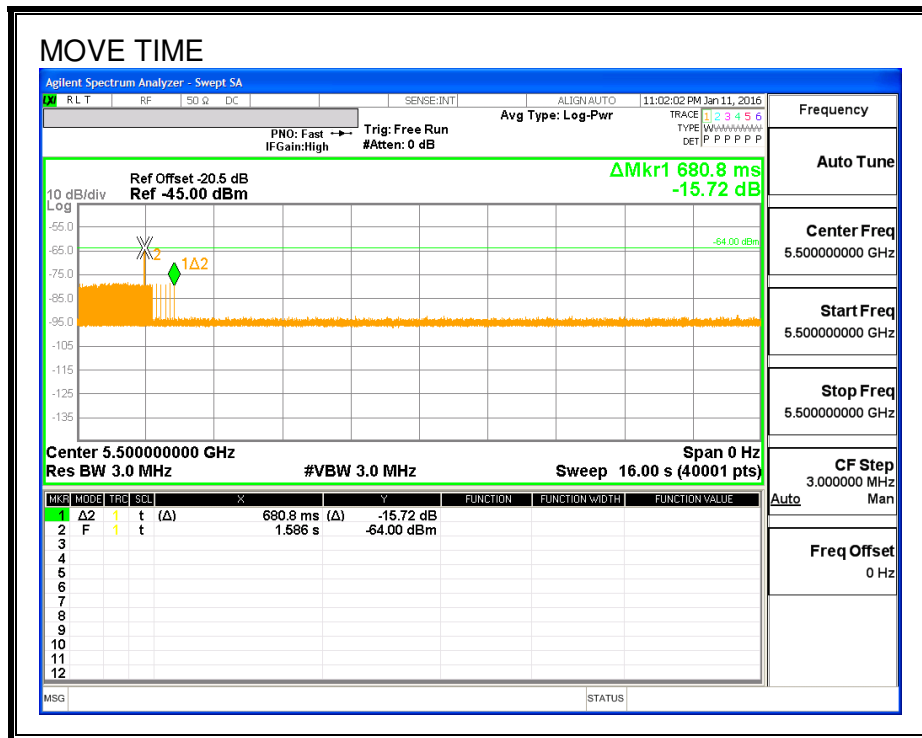 MOVE TIME
Agilent Spectrum Analyzer - Swept SA
LXI RLT RF 50 Ω DC SENSE:INT ALIGN AUTO 11:02:02 PM Jan 11, 2016
Frequency
PNO: Fast Trig: Free Run Avg Type: Log-Pwr TRACE 1 2 3 4 5 6
IFGain:High #Atten: 0 dB TYPE WWWWWW
DET P P P P P P
Auto Tune
ΔMkr1 680.8 ms
-15.72 dB
Ref Offset -20.5 dB
10 dB/div Ref -45.00 dBm
Log
-55.0
-65.0
-75.0
-85.0
-95.0
-105
-115
-125
-135
2
1Δ2
-64.00 dBm
Center Freq
5.500000000 GHz
Start Freq
5.500000000 GHz
Stop Freq
5.500000000 GHz
Center 5.500000000 GHz Span 0 Hz
Res BW 3.0 MHz #VBW 3.0 MHz Sweep 16.00 s (40001 pts)
CF Step
3.000000 MHz
Auto Man
MKR MODE TRC SCL X Y FUNCTION FUNCTION WIDTH FUNCTION VALUE
1 Δ2 1 t (Δ) 680.8 ms (Δ) -15.72 dB
2 F 1 t 1.586 s -64.00 dBm
3
4
5
6
7
8
9
10
11
12
Freq Offset
0 Hz
MSG STATUS